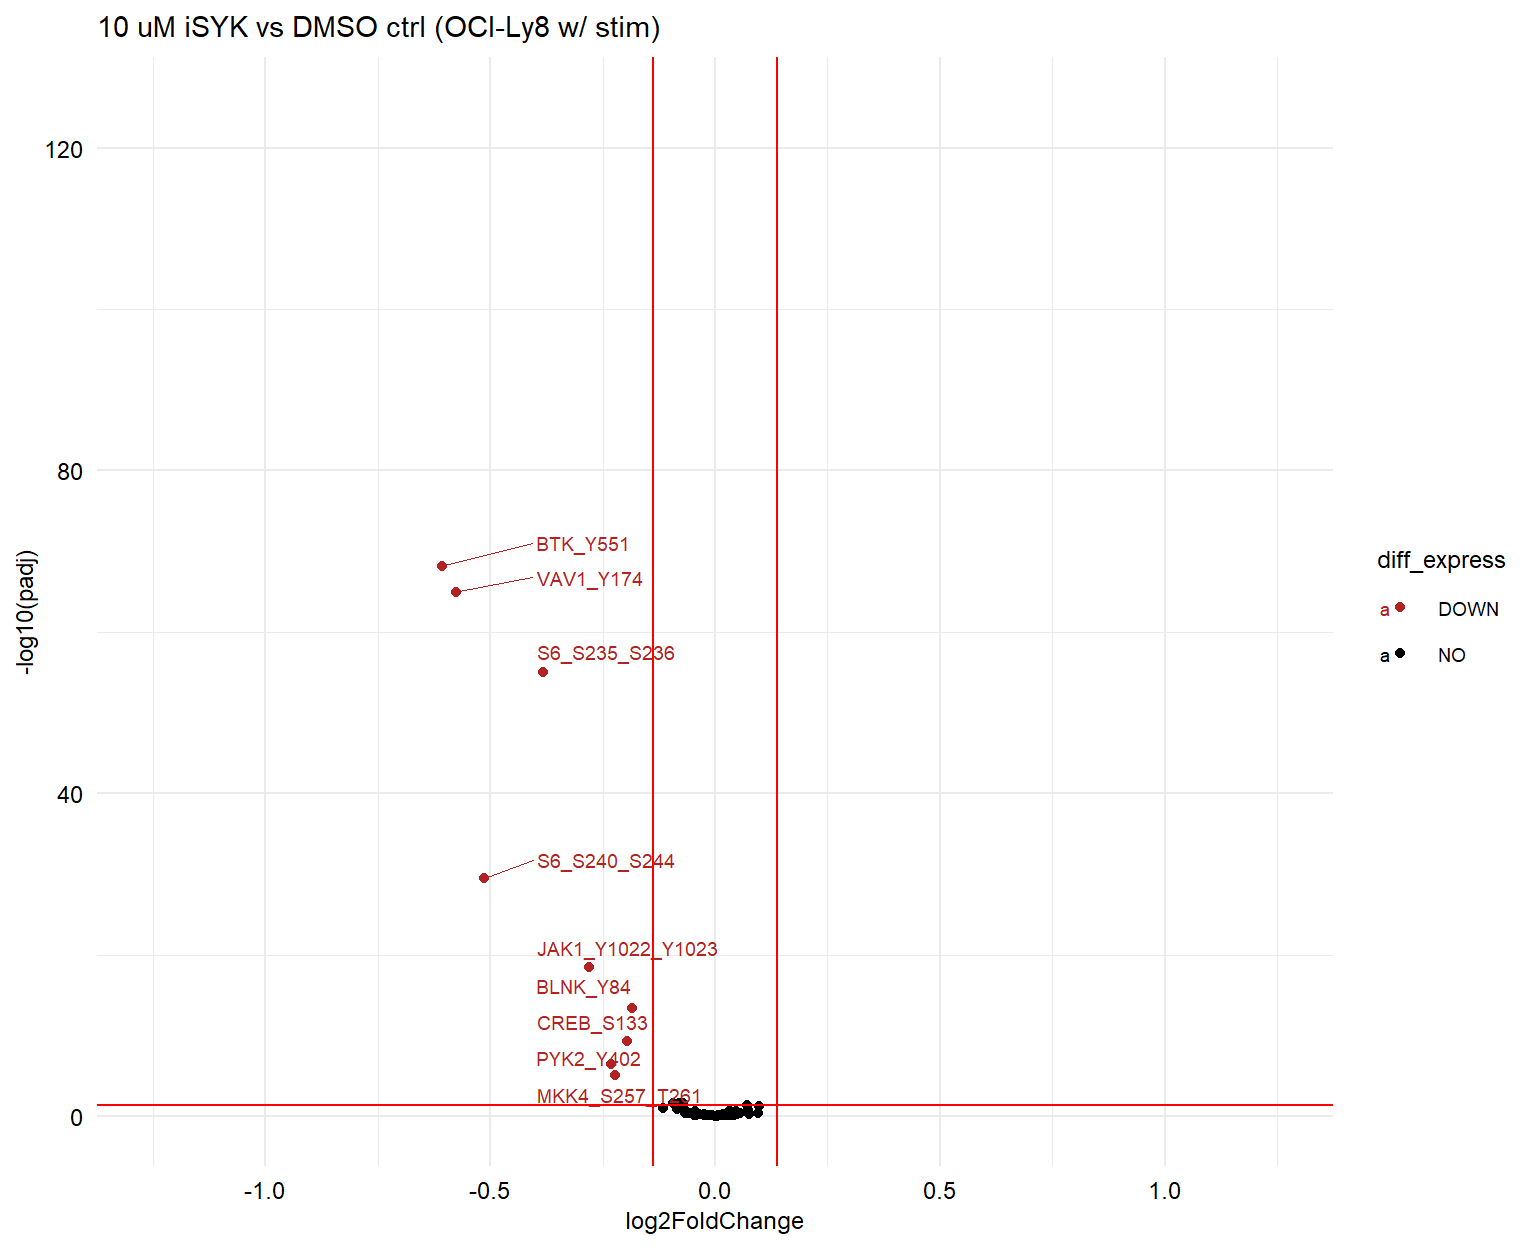 10 uM iSYK vs DMSO ctrl (OCI-Ly8 w/ stim)
120
80
40
0
-log10(padj)
BTK_Y551
VAV1_Y174
S6_S235_S236
S6_S240_S244
JAK1_Y1022_Y1023
BLNK_Y84
CREB_S133
PYK2_Y402
MKK4_S257_T261
-1.0
-0.5
0.0
0.5
1.0
log2FoldChange
diff_express
a DOWN
a NO